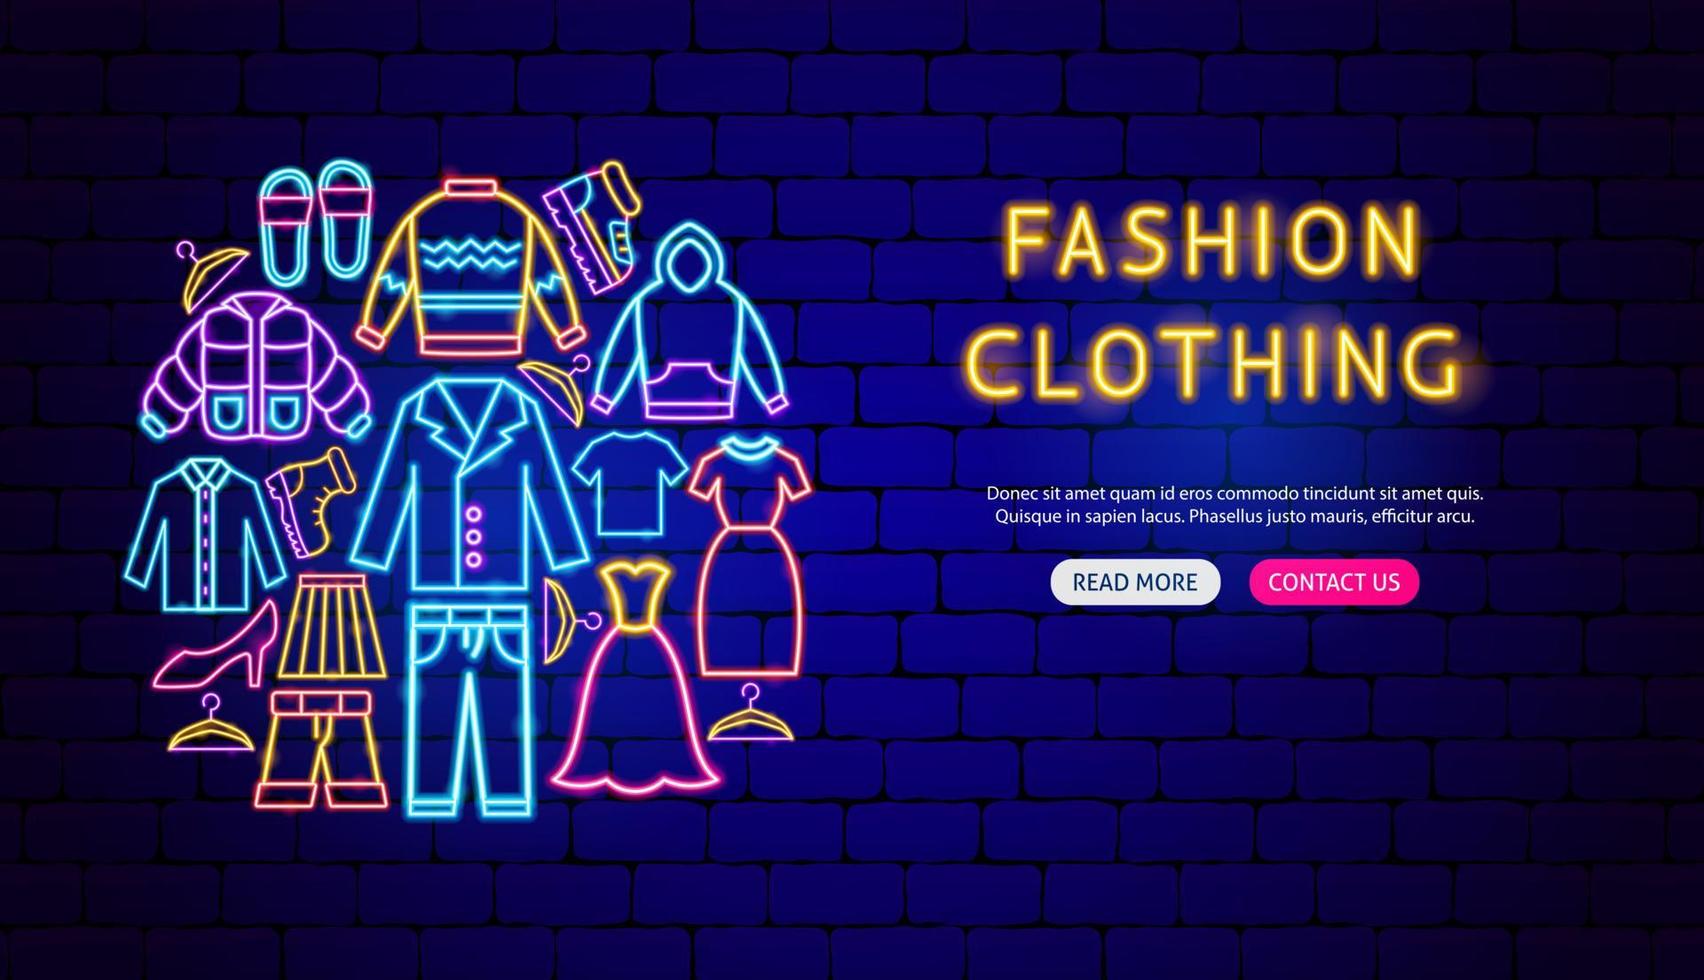 FASHION
CLOTHING
Donec sit amet quam id eros commodo tincidunt sit amet quis.
Quisque in sapien lacus. Phasellus justo mauris, efficitur arcu.
READ MORE CONTACT US